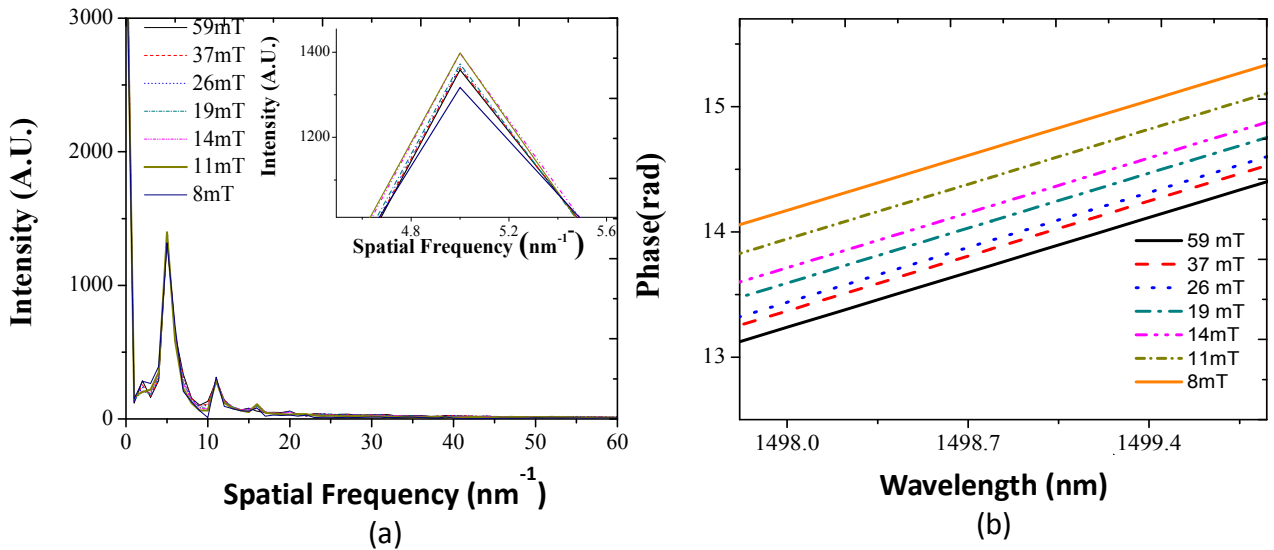 Intensity (A.U.)
3000
2000
1000
0
0
10
20
30
40
50
60
59mT
37mT
26mT
19mT
14mT
11mT
8mT
Intensity (A.U.)
1400
1200
4.8
5.2
5.6
Spatial Frequency (nm⁻¹)
Spatial Frequency (nm⁻¹)
(a)
Phase(rad)
15
14
13
1498.0
1498.7
1499.4
59 mT
37 mT
26 mT
19 mT
14mT
11mT
8mT
Wavelength (nm)
(b)